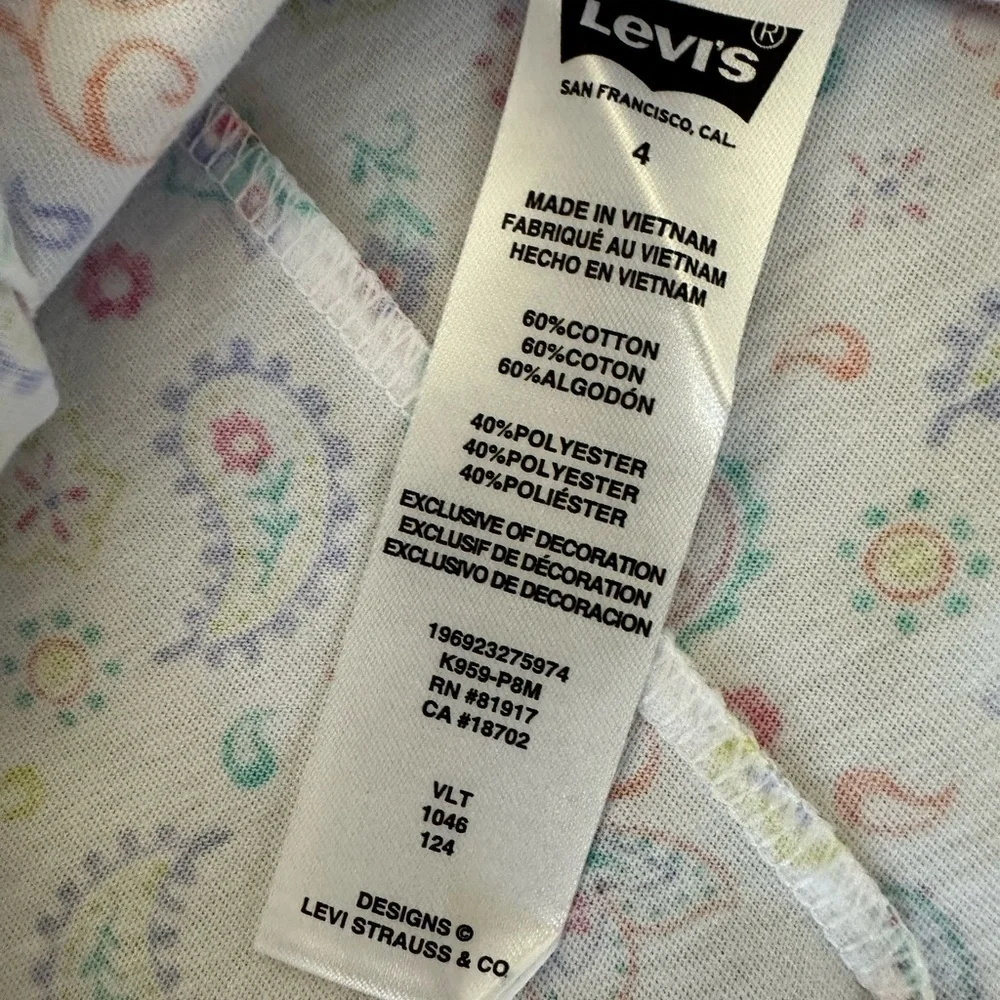 Levi's®
SAN FRANCISCO, CAL.
4
MADE IN VIETNAM
FABRIQUÉ AU VIETNAM
HECHO EN VIETNAM
60%COTTON
60%COTON
60%ALGODÓN
40%POLYESTER
40%POLYESTER
40%POLIÉSTER
EXCLUSIVE OF DECORATION
EXCLUSIF DE DÉCORATION
EXCLUSIVO DE DECORACION
196923275974
K959-P8M
RN #81917
CA #18702
VLT
1046
124
DESIGNS ©
LEVI STRAUSS & CO